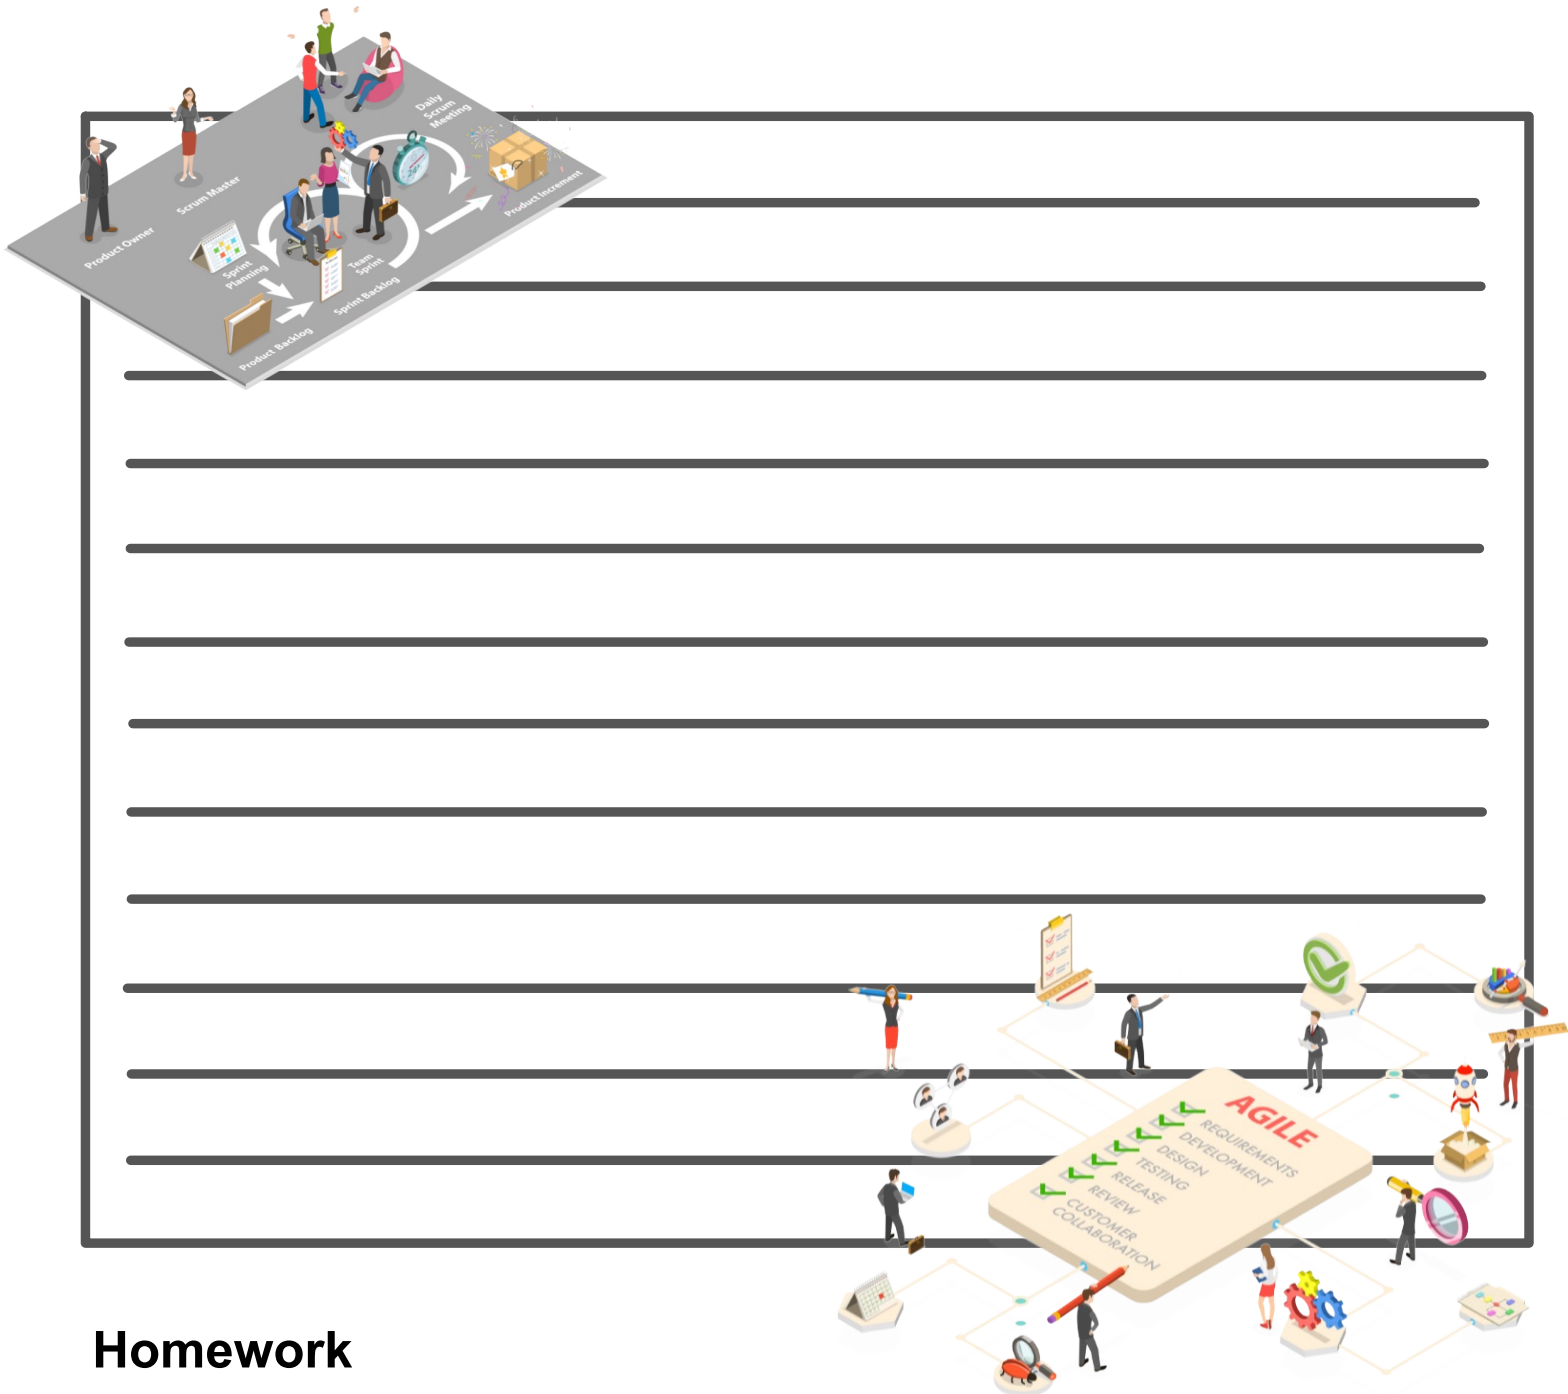 Daily
Scrum
Meeting
Scrum Master
Product Owner
Product Increment
Sprint
Planning
Team
Sprint
Sprint Backlog
Product Backlog
AGILE
REQUIREMENTS
DEVELOPMENT
DESIGN
TESTING
RELEASE
REVIEW
CUSTOMER
COLLABORATION
Homework